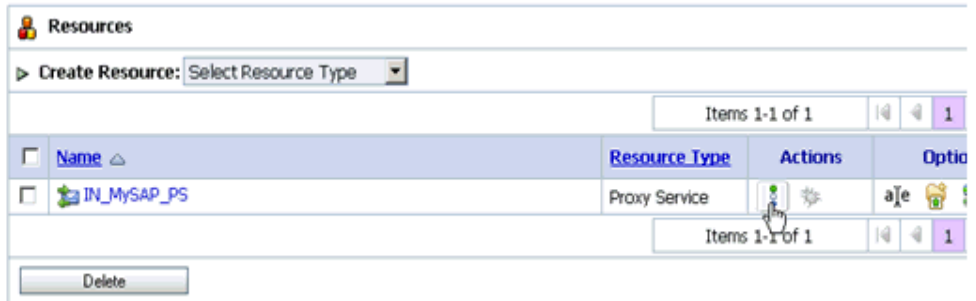 Resources
Create Resource: Select Resource Type
Items 1-1 of 1 1
Name Resource Type Actions Optio
IN_MySAP_PS Proxy Service a]e
Items 1-1 of 1 1
Delete